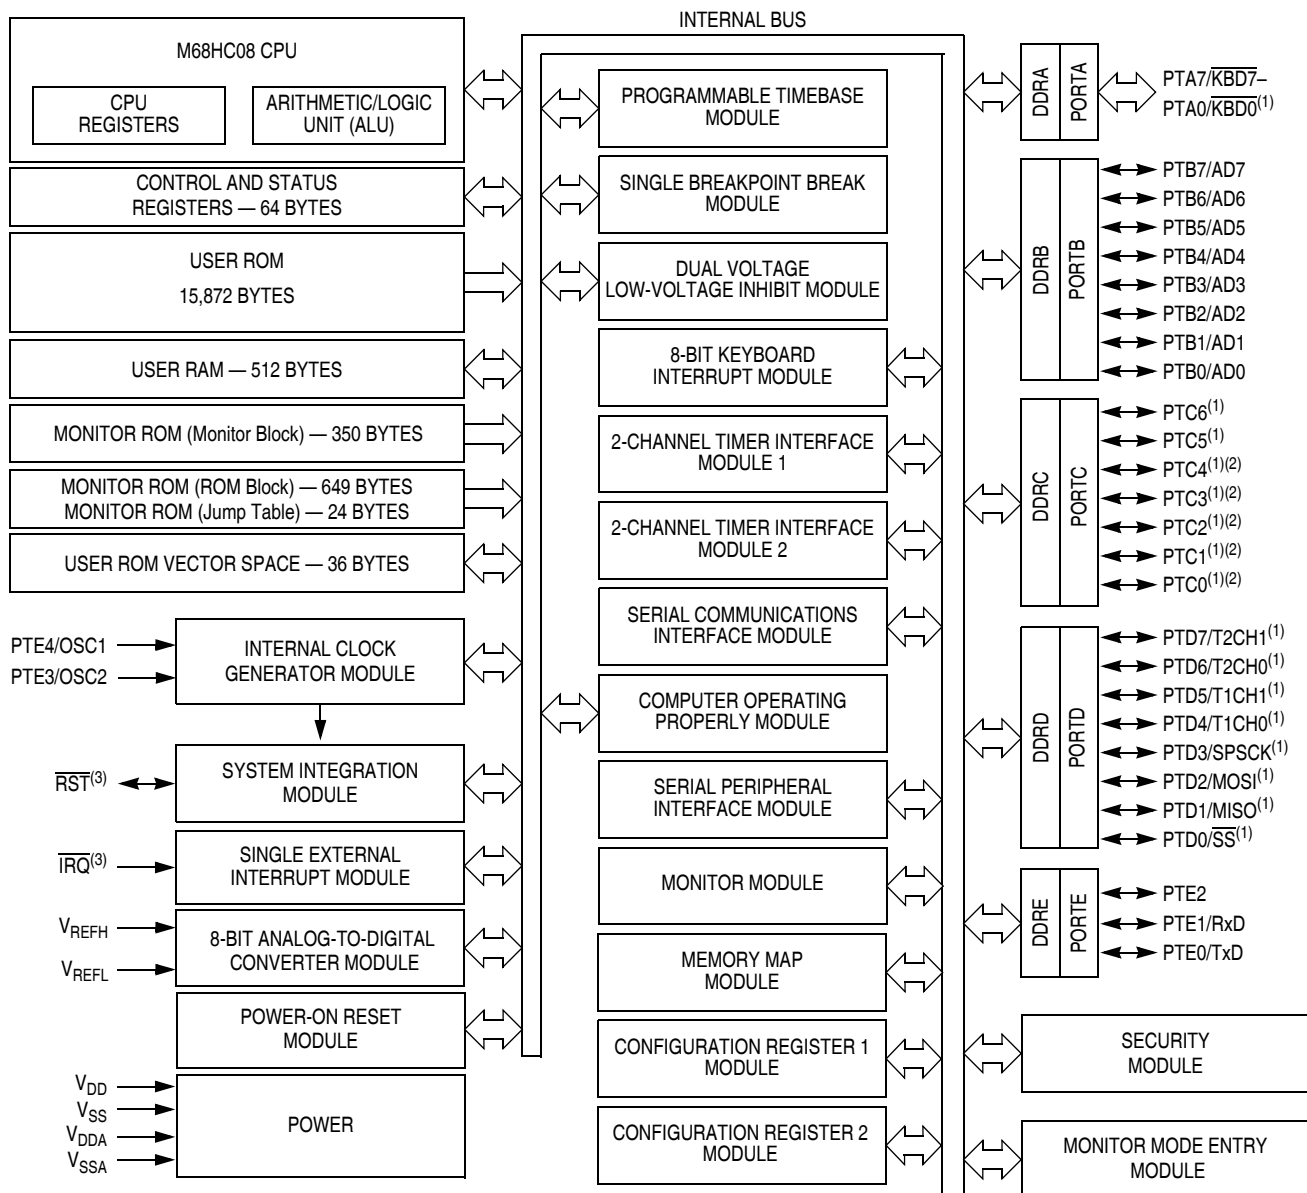 INTERNAL BUS
M68HC08 CPU
CPU
REGISTERS
ARITHMETIC/LOGIC
UNIT (ALU)
CONTROL AND STATUS
REGISTERS — 64 BYTES
USER ROM
15,872 BYTES
USER RAM — 512 BYTES
MONITOR ROM (Monitor Block) — 350 BYTES
MONITOR ROM (ROM Block) — 649 BYTES
MONITOR ROM (Jump Table) — 24 BYTES
USER ROM VECTOR SPACE — 36 BYTES
PTE4/OSC1
PTE3/OSC2
INTERNAL CLOCK
GENERATOR MODULE
RST(3)
SYSTEM INTEGRATION
MODULE
IRQ(3)
SINGLE EXTERNAL
INTERRUPT MODULE
VREFH
VREFL
8-BIT ANALOG-TO-DIGITAL
CONVERTER MODULE
POWER-ON RESET
MODULE
VDD
VSS
VDDA
VSSA
POWER
PROGRAMMABLE TIMEBASE
MODULE
SINGLE BREAKPOINT BREAK
MODULE
DUAL VOLTAGE
LOW-VOLTAGE INHIBIT MODULE
8-BIT KEYBOARD
INTERRUPT MODULE
2-CHANNEL TIMER INTERFACE
MODULE 1
2-CHANNEL TIMER INTERFACE
MODULE 2
SERIAL COMMUNICATIONS
INTERFACE MODULE
COMPUTER OPERATING
PROPERLY MODULE
SERIAL PERIPHERAL
INTERFACE MODULE
MONITOR MODULE
MEMORY MAP
MODULE
CONFIGURATION REGISTER 1
MODULE
CONFIGURATION REGISTER 2
MODULE
DDRA
PORTA
PTA7/KBD7–
PTA0/KBD0(1)
DDRB
PORTB
PTB7/AD7
PTB6/AD6
PTB5/AD5
PTB4/AD4
PTB3/AD3
PTB2/AD2
PTB1/AD1
PTB0/AD0
DDRC
PORTC
PTC6(1)
PTC5(1)
PTC4(1)(2)
PTC3(1)(2)
PTC2(1)(2)
PTC1(1)(2)
PTC0(1)(2)
DDRD
PORTD
PTD7/T2CH1(1)
PTD6/T2CH0(1)
PTD5/T1CH1(1)
PTD4/T1CH0(1)
PTD3/SPSCK(1)
PTD2/MOSI(1)
PTD1/MISO(1)
PTD0/SS(1)
DDRE
PORTE
PTE2
PTE1/RxD
PTE0/TxD
SECURITY
MODULE
MONITOR MODE ENTRY
MODULE